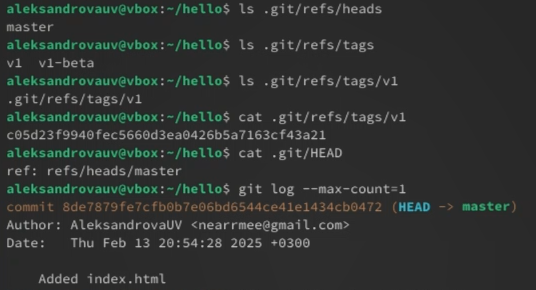 aleksandrovauv@vbox:~/hello$ ls .git/refs/heads
master
aleksandrovauv@vbox:~/hello$ ls .git/refs/tags
v1  v1-beta
aleksandrovauv@vbox:~/hello$ ls .git/refs/tags/v1
.git/refs/tags/v1
aleksandrovauv@vbox:~/hello$ cat .git/refs/tags/v1
c05d23f9940fec5660d3ea0426b5a7163cf43a21
aleksandrovauv@vbox:~/hello$ cat .git/HEAD
ref: refs/heads/master
aleksandrovauv@vbox:~/hello$ git log --max-count=1
commit 8de7879fe7cfb0b7e06bd6544ce41e1434cb0472 (HEAD -> master)
Author: AleksandrovaUV <nearrmee@gmail.com>
Date:   Thu Feb 13 20:54:28 2025 +0300
    Added index.html